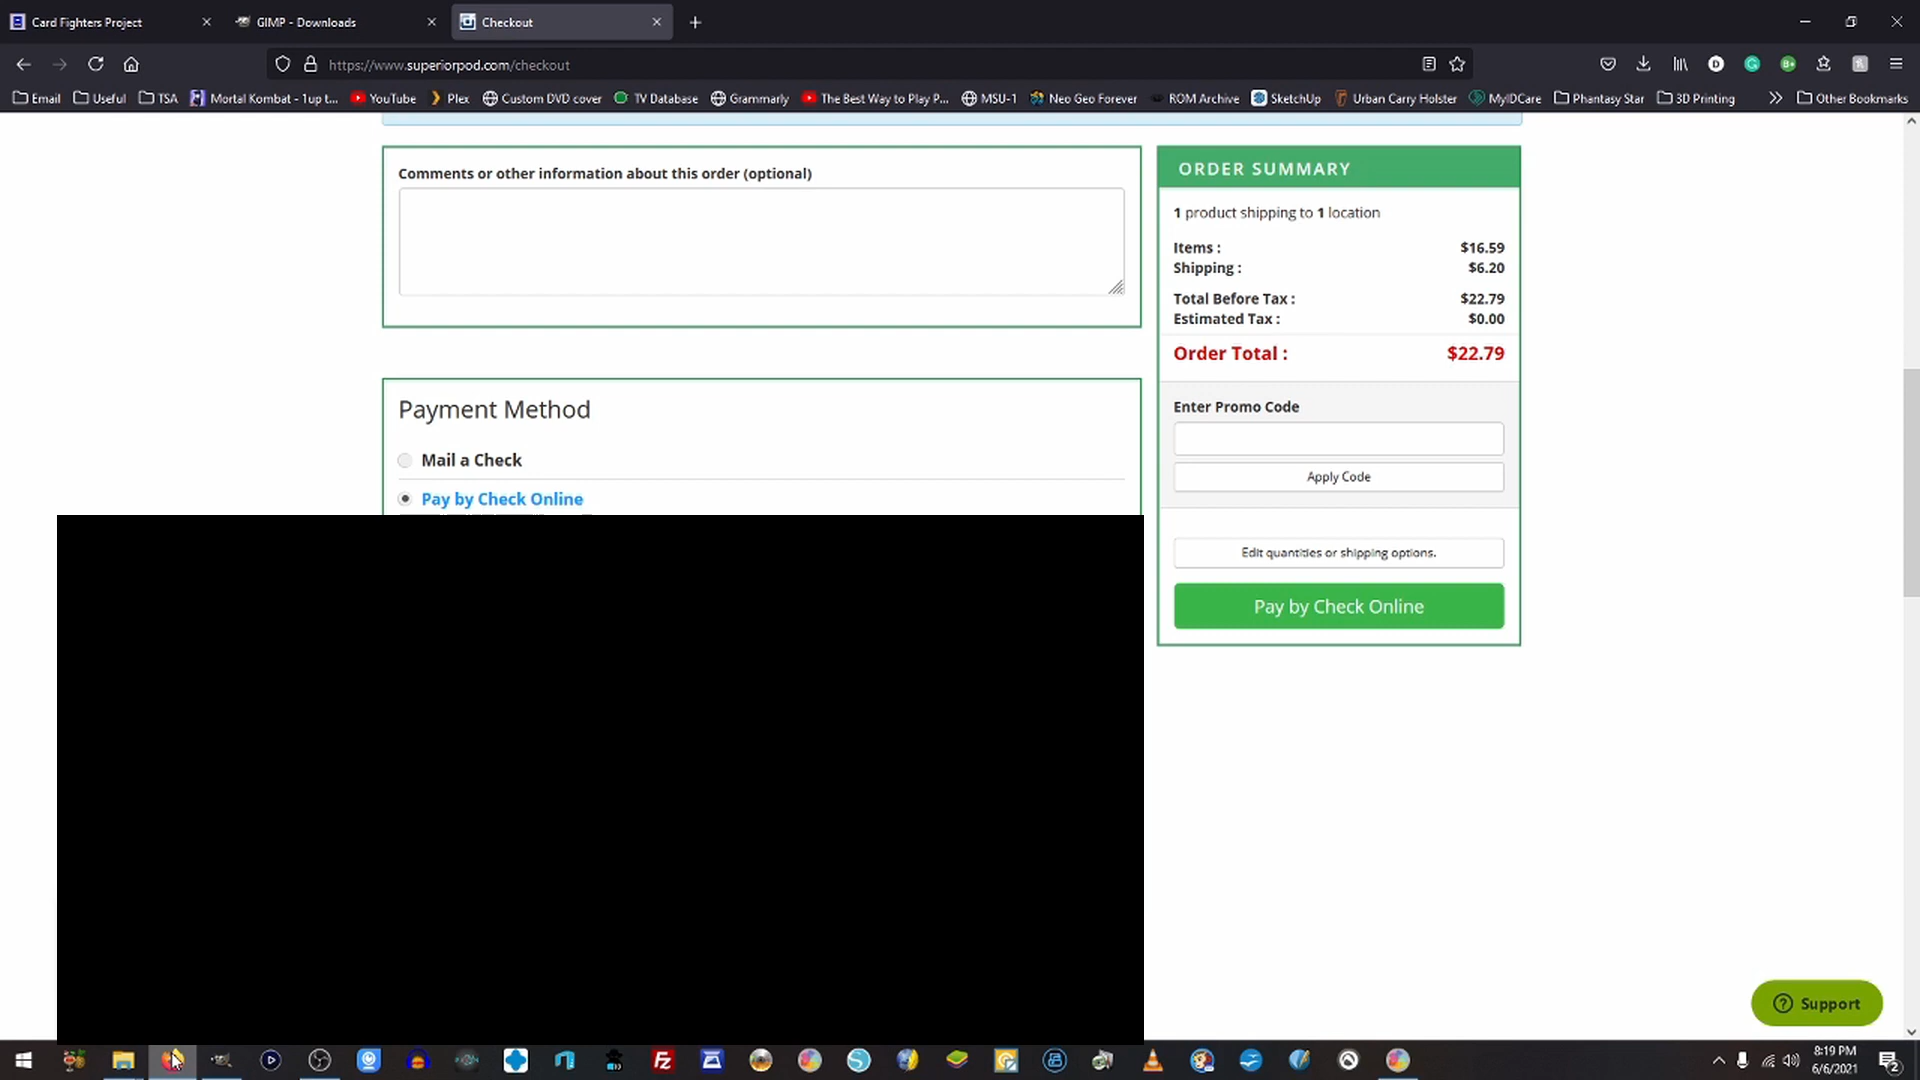 Card Fighters Project
GIMP - Downloads
Checkout
https://www.superiorpod.com/checkout
Email
Useful
TSA
Mortal Kombat - 1up t...
YouTube
Plex
Custom DVD cover
TV Database
Grammarly
The Best Way to Play P...
MSU-1
Neo Geo Forever
ROM Archive
SketchUp
Urban Carry Holster
MyIDCare
Phantasy Star
3D Printing
Other Bookmarks
Comments or other information about this order (optional)
Payment Method
Mail a Check
Pay by Check Online
ORDER SUMMARY
1 product shipping to 1 location
Items : $16.59
Shipping : $6.20
Total Before Tax : $22.79
Estimated Tax : $0.00
Order Total : $22.79
Enter Promo Code
Apply Code
Edit quantities or shipping options.
Pay by Check Online
Support
8:19 PM
6/6/2021